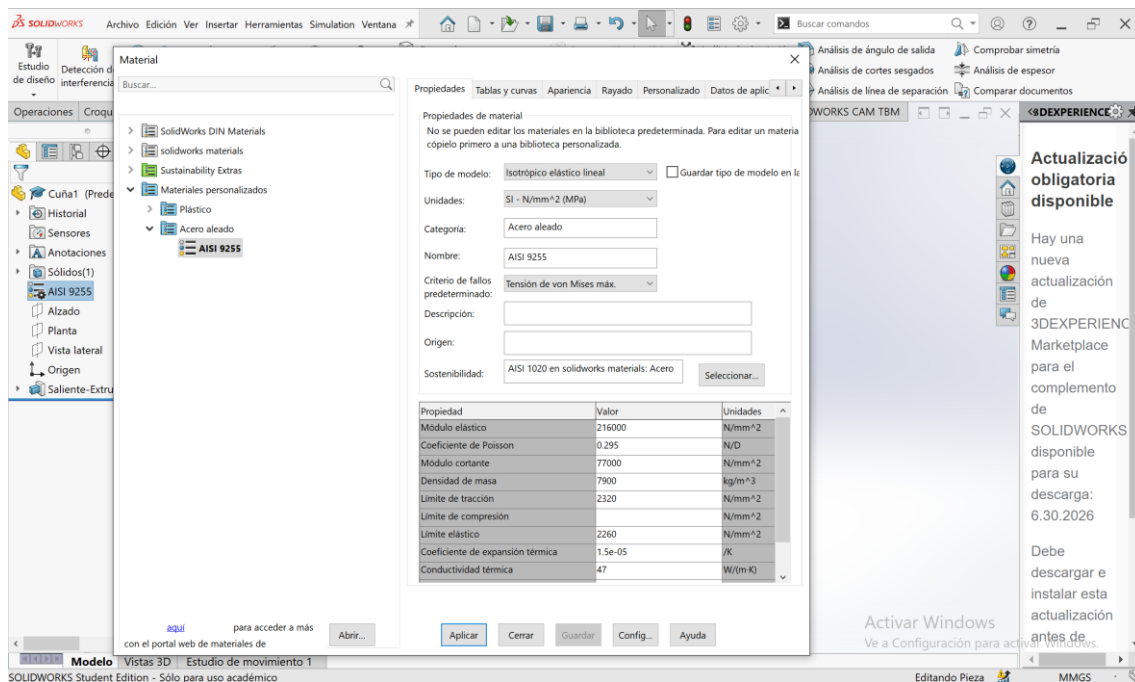 SOLIDWORKS Archivo Edición Ver Insertar Herramientas Simulation Ventana
Buscar comandos
Estudio de diseño
Detección d
interferencia
Análisis de ángulo de salida
Comprobar simetría
Análisis de cortes sesgados
Análisis de espesor
Análisis de línea de separación
Comparar documentos
Operaciones Croqu
DWORKS CAM TBM
3DEXPERIENCE
Cuña1 (Prede
Historial
Sensores
Anotaciones
Sólidos(1)
AISI 9255
Alzado
Planta
Vista lateral
Origen
Saliente-Extru
Material
Buscar...
SolidWorks DIN Materials
solidworks materials
Sustainability Extras
Materiales personalizados
Plástico
Acero aleado
AISI 9255
aquí para acceder a más
con el portal web de materiales de
Abrir...
Propiedades Tablas y curvas Apariencia Rayado Personalizado Datos de aplic
Propiedades de material
No se pueden editar los materiales en la biblioteca predeterminada. Para editar un materia
cópielo primero a una biblioteca personalizada.
Tipo de modelo: Isotrópico elástico lineal Guardar tipo de modelo en la
Unidades: SI - N/mm^2 (MPa)
Categoría: Acero aleado
Nombre: AISI 9255
Criterio de fallos
predeterminado: Tensión de von Mises máx.
Descripción:
Origen:
Sostenibilidad: AISI 1020 en solidworks materials: Acero Seleccionar...
Propiedad Valor Unidades
Módulo elástico 216000 N/mm^2
Coeficiente de Poisson 0.295 N/D
Módulo cortante 77000 N/mm^2
Densidad de masa 7900 kg/m^3
Límite de tracción 2320 N/mm^2
Límite de compresión N/mm^2
Límite elástico 2260 N/mm^2
Coeficiente de expansión térmica 1.5e-05 /K
Conductividad térmica 47 W/(m·K)
Aplicar Cerrar Guardar Config... Ayuda
Actualizació
obligatoria
disponible
Hay una
nueva
actualización
de
3DEXPERIENC
Marketplace
para el
complemento
de
SOLIDWORKS
disponible
para su
descarga:
6.30.2026
Debe
descargar e
instalar esta
actualización
antes de
Activar Windows
Ve a Configuración para activar Windows.
Modelo Vistas 3D Estudio de movimiento 1
SOLIDWORKS Student Edition - Sólo para uso académico
Editando Pieza
MMGS